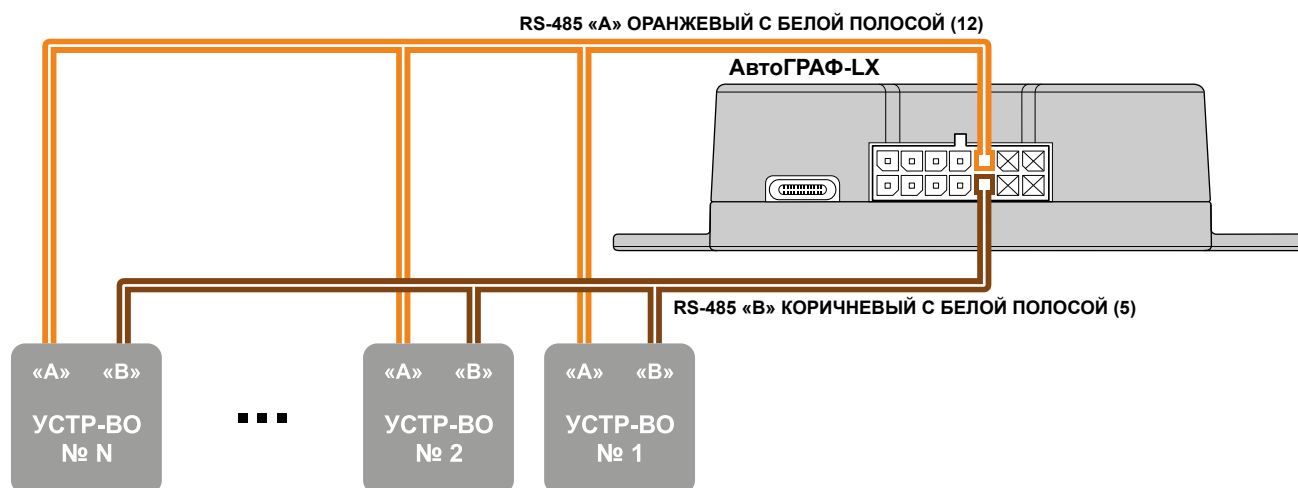 RS-485 «A» ОРАНЖЕВЫЙ С БЕЛОЙ ПОЛОСОЙ (12)
АвтоГРАФ-LX
RS-485 «B» КОРИЧНЕВЫЙ С БЕЛОЙ ПОЛОСОЙ (5)
«A» «B»
УСТР-ВО
№ N
...
«A» «B»
УСТР-ВО
№ 2
«A» «B»
УСТР-ВО
№ 1